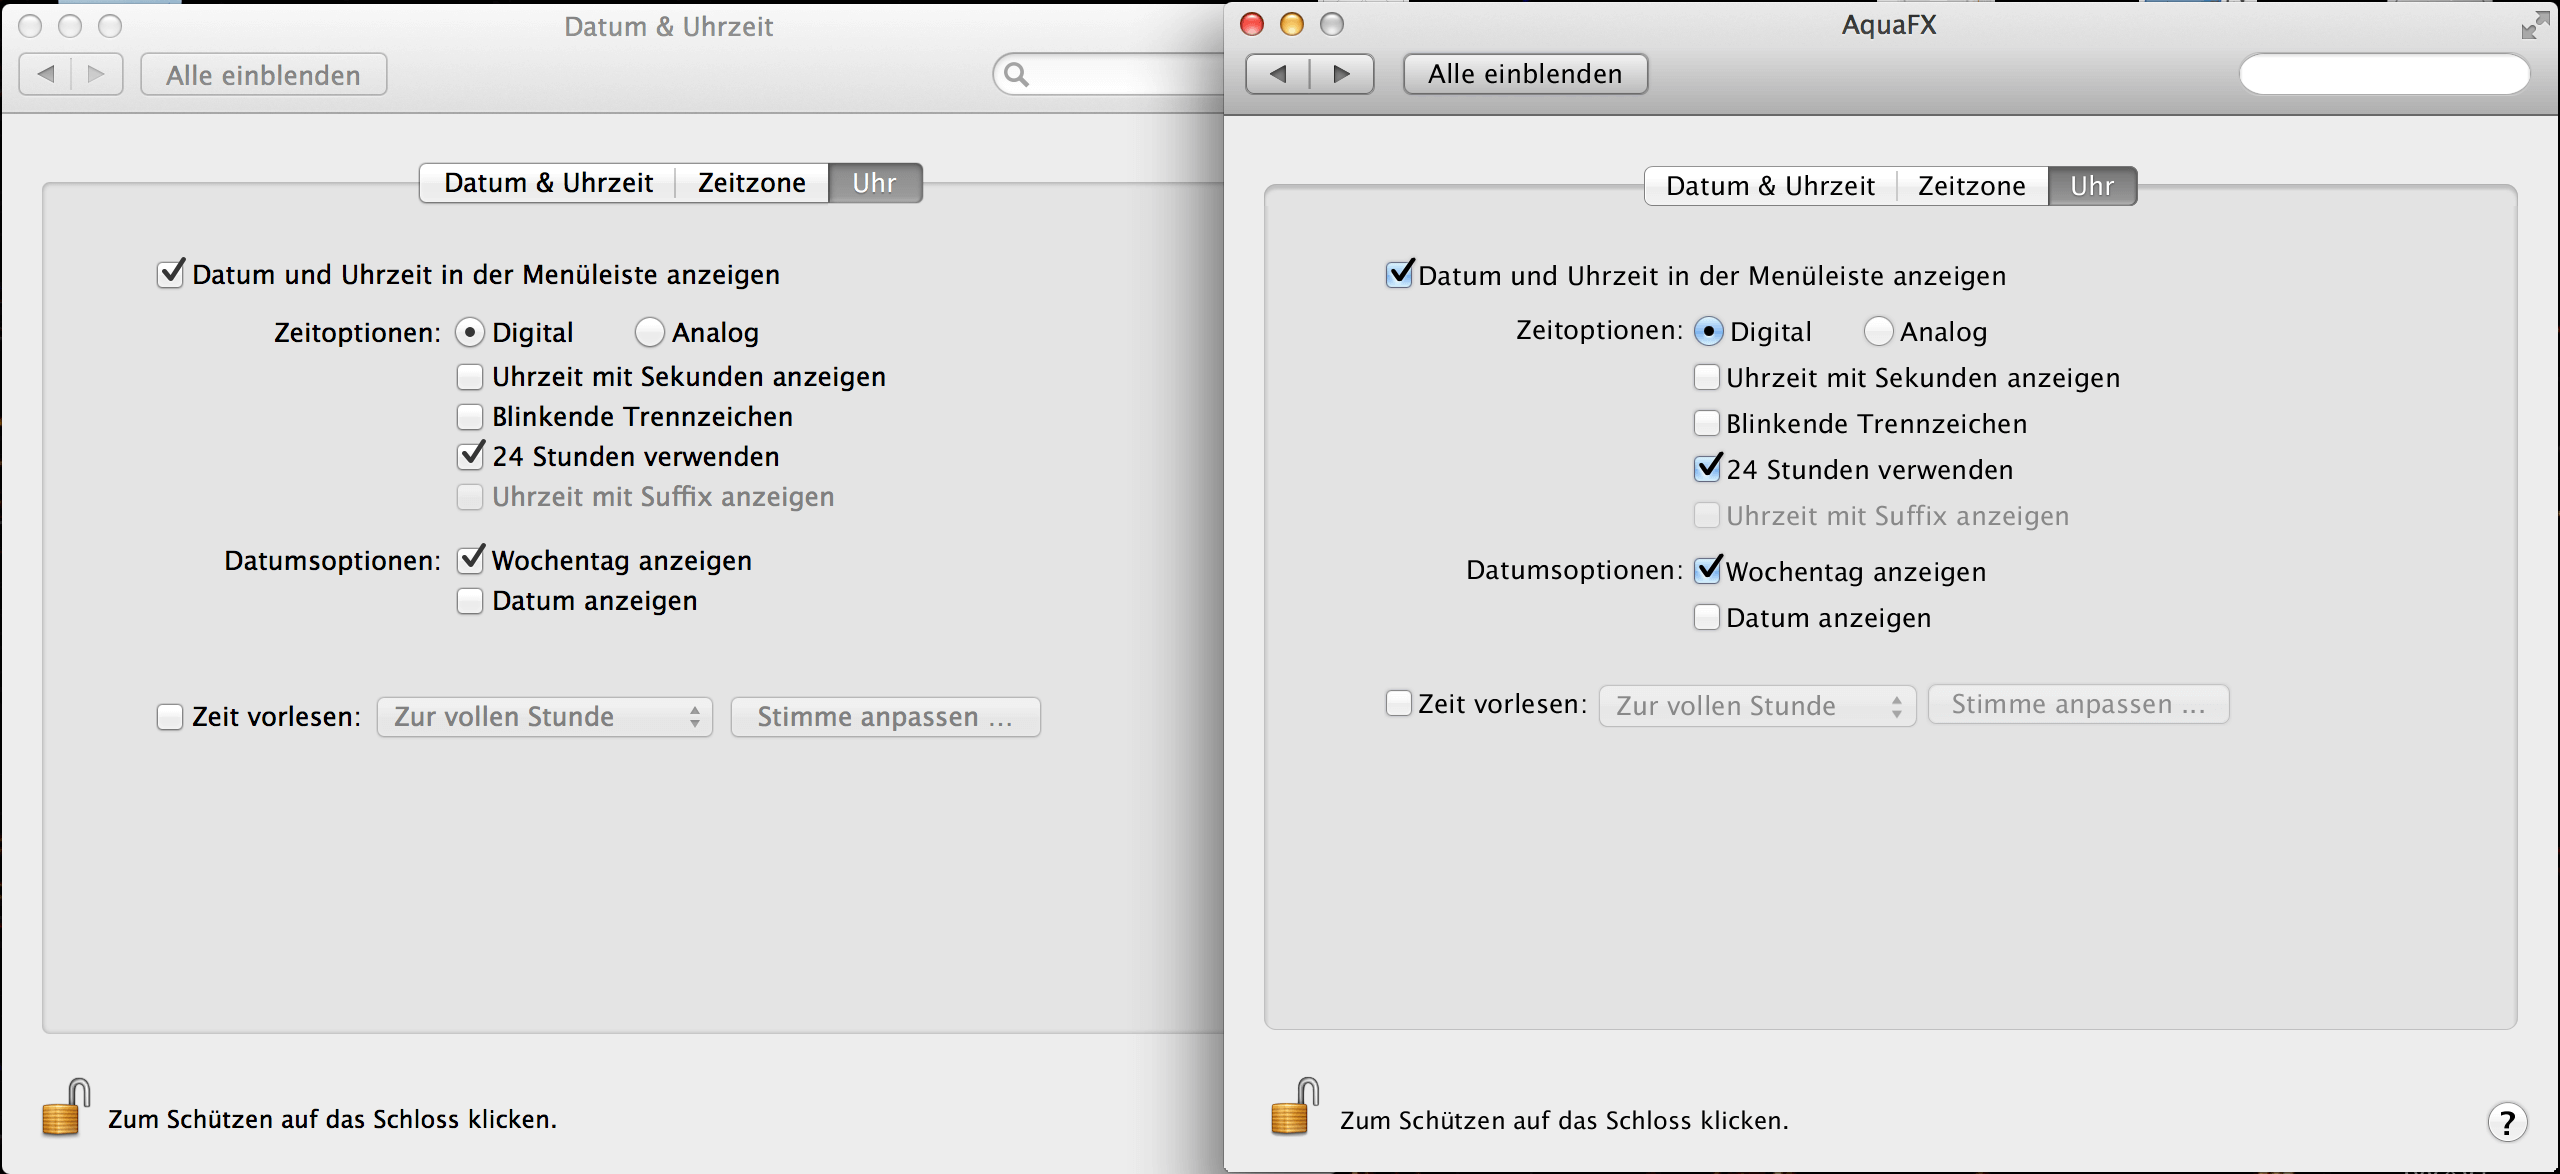 Datum & Uhrzeit
Alle einblenden
Datum & Uhrzeit Zeitzone Uhr
Datum und Uhrzeit in der Menüleiste anzeigen
Zeitoptionen: Digital Analog
Uhrzeit mit Sekunden anzeigen
Blinkende Trennzeichen
24 Stunden verwenden
Uhrzeit mit Suffix anzeigen
Datumsoptionen: Wochentag anzeigen
Datum anzeigen
Zeit vorlesen: Zur vollen Stunde Stimme anpassen ...
Zum Schützen auf das Schloss klicken.
AquaFX
Alle einblenden
Datum & Uhrzeit Zeitzone Uhr
Datum und Uhrzeit in der Menüleiste anzeigen
Zeitoptionen: Digital Analog
Uhrzeit mit Sekunden anzeigen
Blinkende Trennzeichen
24 Stunden verwenden
Uhrzeit mit Suffix anzeigen
Datumsoptionen: Wochentag anzeigen
Datum anzeigen
Zeit vorlesen: Zur vollen Stunde Stimme anpassen ...
Zum Schützen auf das Schloss klicken.
?